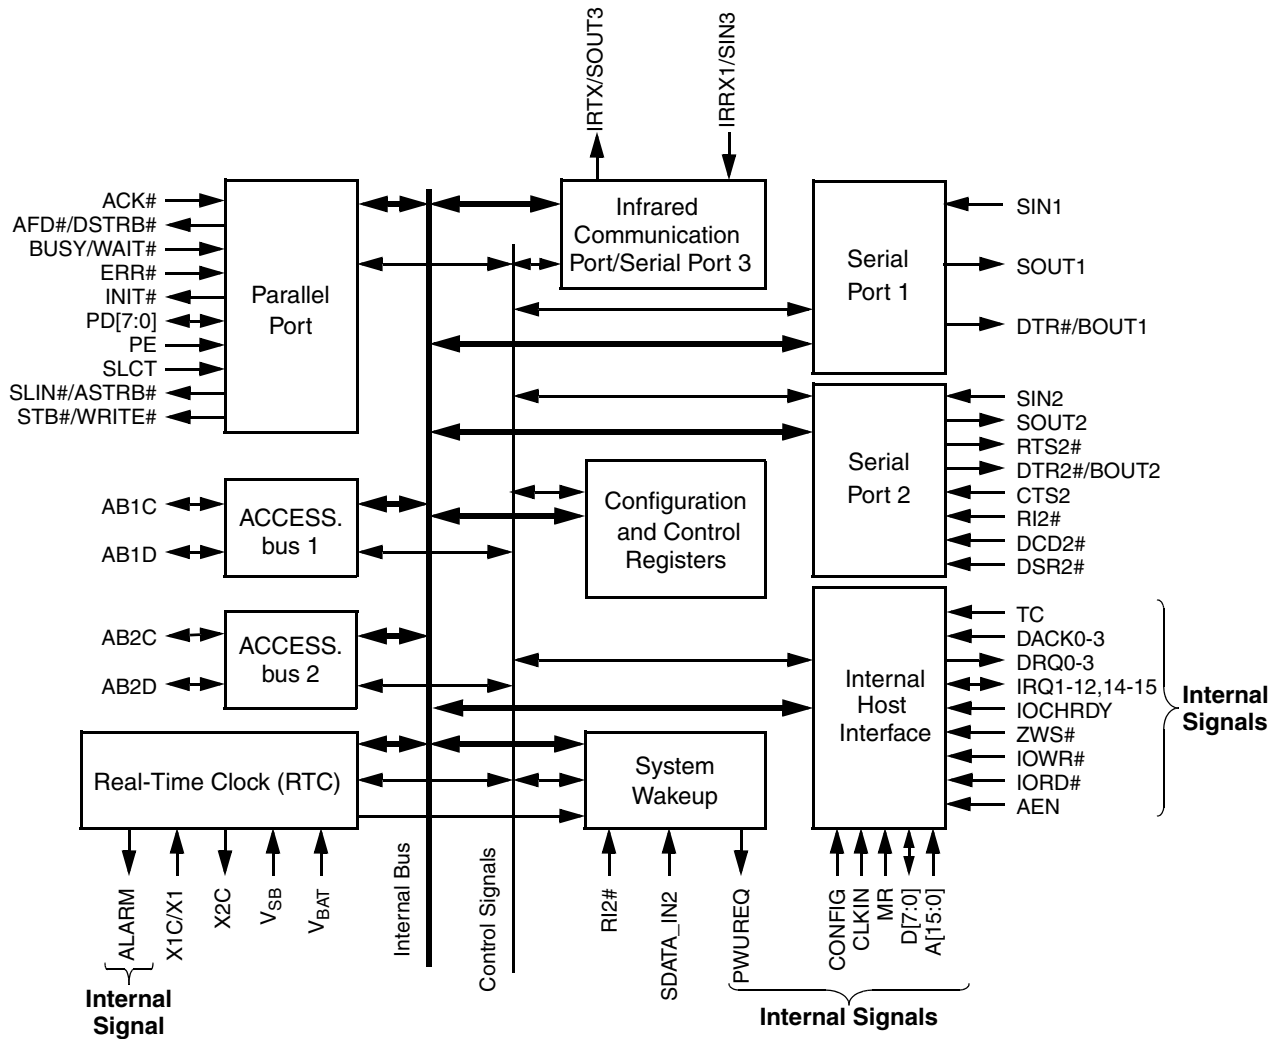 IRTX/SOUT3
IRRX1/SIN3
ACK#
AFD#/DSTRB#
BUSY/WAIT#
ERR#
INIT#
PD[7:0]
PE
SLCT
SLIN#/ASTRB#
STB#/WRITE#
Parallel
Port
Infrared
Communication
Port/Serial Port 3
Serial
Port 1
SIN1
SOUT1
DTR#/BOUT1
Serial
Port 2
SIN2
SOUT2
RTS2#
DTR2#/BOUT2
CTS2
RI2#
DCD2#
DSR2#
AB1C
AB1D
ACCESS.
bus 1
Configuration
and Control
Registers
AB2C
AB2D
ACCESS.
bus 2
Internal
Host
Interface
TC
DACK0-3
DRQ0-3
IRQ1-12,14-15
IOCHRDY
ZWS#
IOWR#
IORD#
AEN
Internal
Signals
Real-Time Clock (RTC)
System
Wakeup
ALARM
X1C/X1
X2C
VSB
VBAT
Internal Bus
Control Signals
RI2#
SDATA_IN2
PWUREQ
CONFIG
CLKIN
MR
D[7:0]
A[15:0]
Internal
Signal
Internal Signals